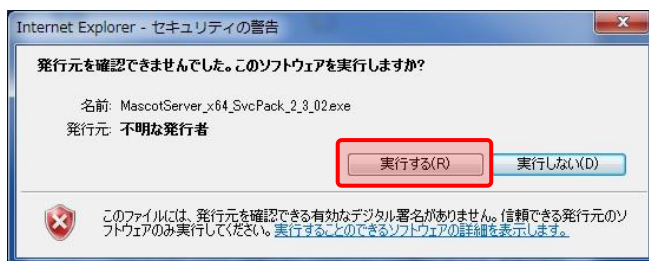 Internet Explorer - セキュリティの警告
発行元を確認できませんでした。このソフトウェアを実行しますか?
名前: MascotServer_x64_SvcPack_2_3_02.exe
発行元: 不明な発行者
実行する(R)
実行しない(D)
このファイルには、発行元を確認できる有効なデジタル署名がありません。信頼できる発行元のソ
フトウェアのみ実行してください。実行することのできるソフトウェアの詳細を表示します。